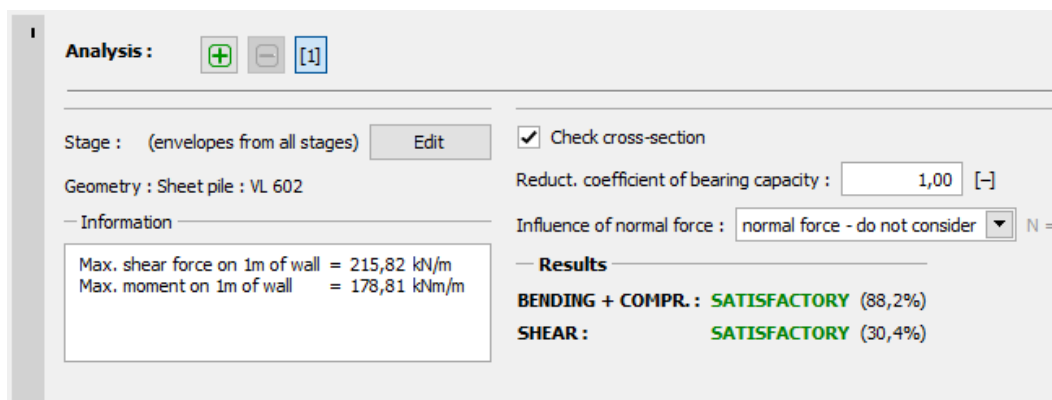 Analysis : [1]
Stage : (envelopes from all stages) Edit
Geometry : Sheet pile : VL 602
Information
Max. shear force on 1m of wall = 215,82 kN/m
Max. moment on 1m of wall = 178,81 kNm/m
Check cross-section
Reduct. coefficient of bearing capacity : 1,00 [–]
Influence of normal force : normal force - do not consider N =
Results
BENDING + COMPR. : SATISFACTORY (88,2%)
SHEAR : SATISFACTORY (30,4%)